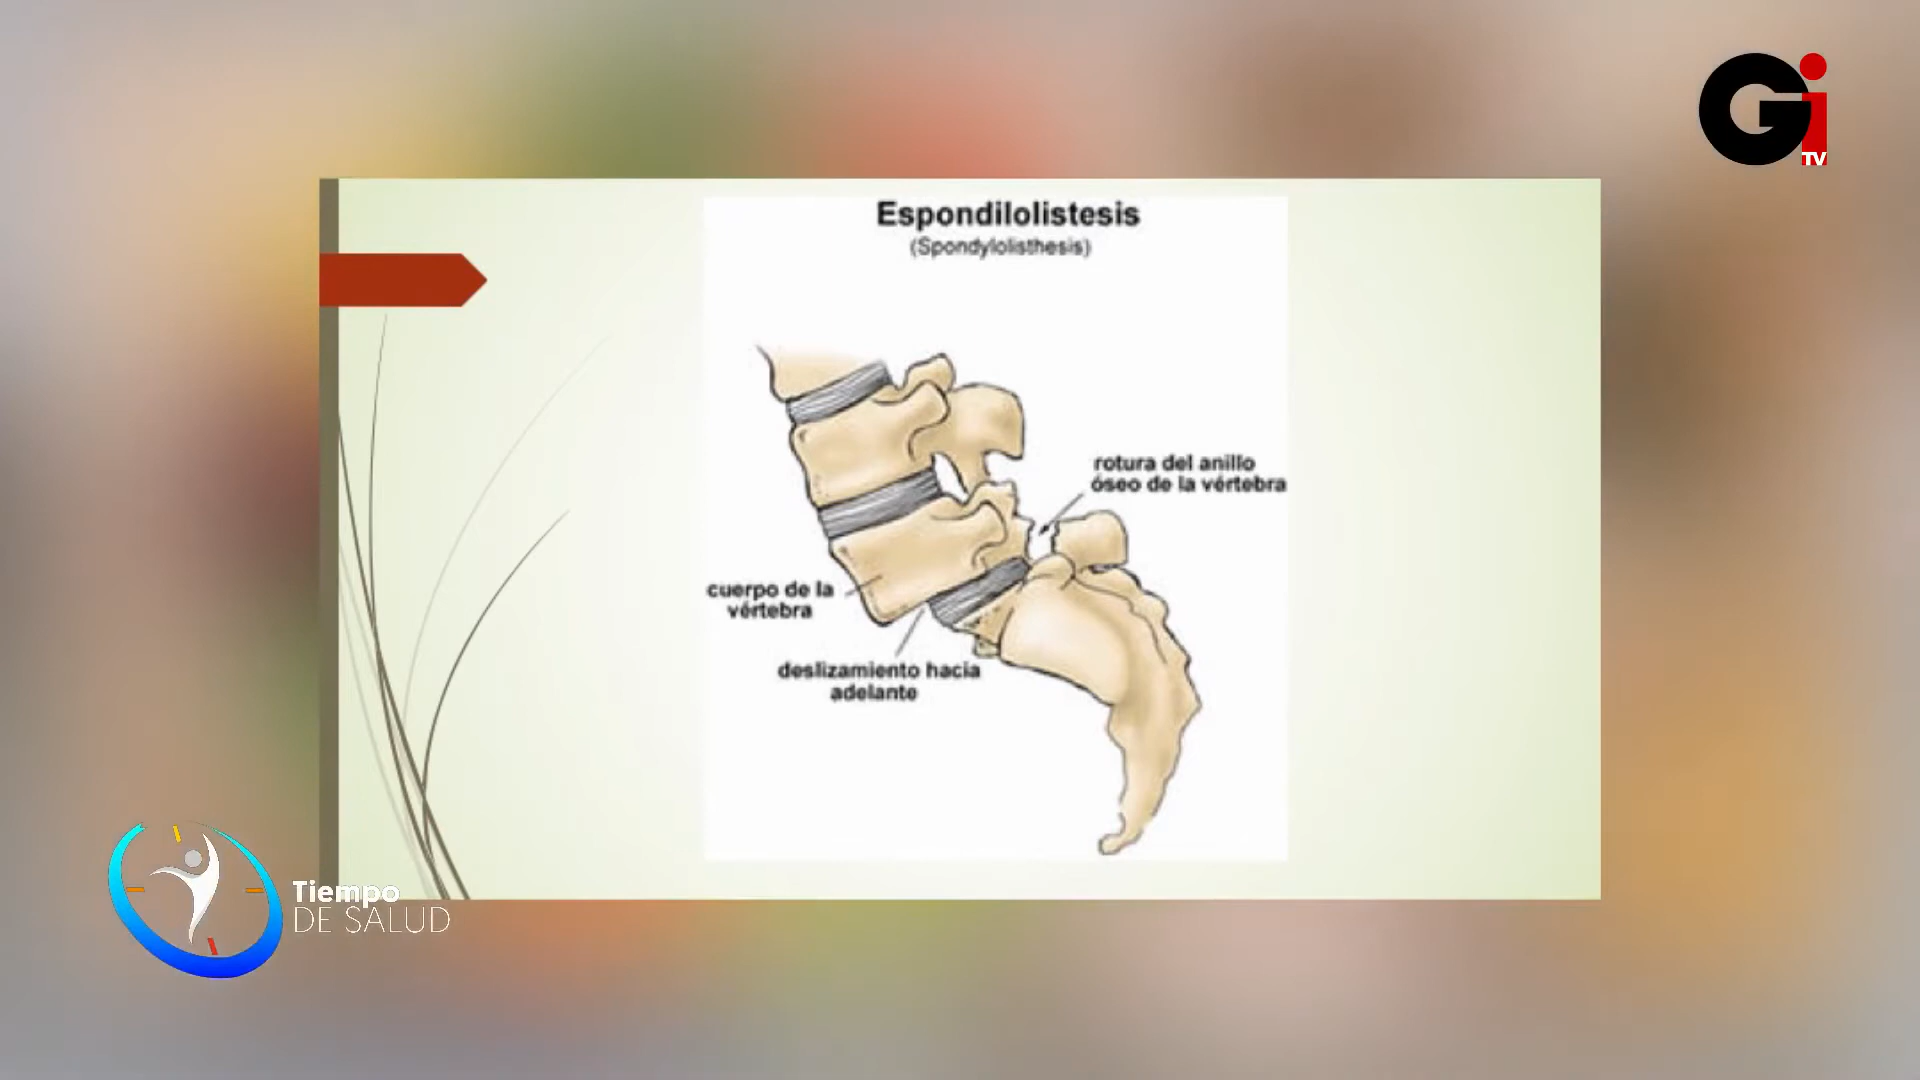 Gi
TV
Espondilolistesis
(Spondylolisthesis)
rotura del anillo
óseo de la vértebra
cuerpo de la
vértebra
deslizamiento hacia
adelante
Tiempo
DE SALUD